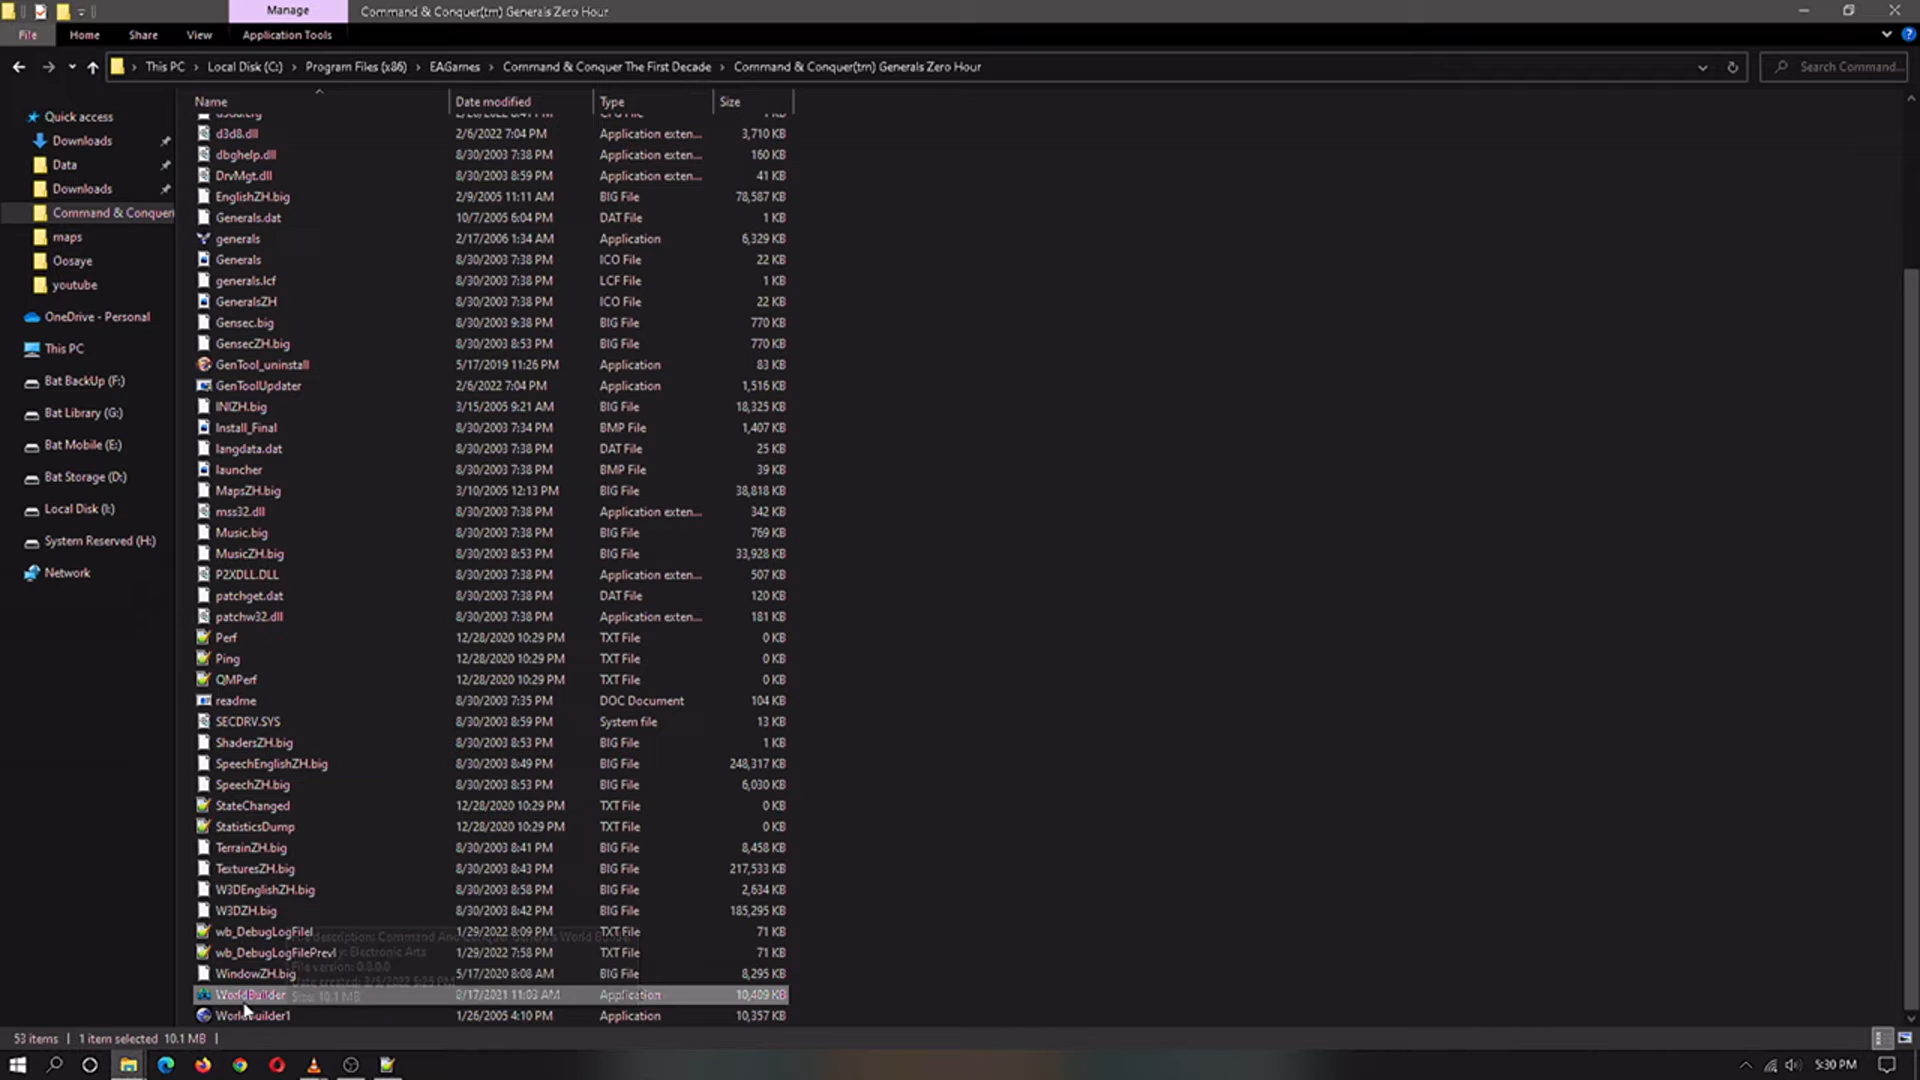 Manage
Command & Conquer(tm) Generals Zero Hour
File Home Share View Application Tools
This PC › Local Disk (C:) › Program Files (x86) › EAGames › Command & Conquer The First Decade › Command & Conquer(tm) Generals Zero Hour
Search Command...
Name Date modified Type Size
d3d8.dll 2/6/2022 7:04 PM Application exten... 3,710 KB
dbghelp.dll 8/30/2003 7:38 PM Application exten... 160 KB
DrvMgt.dll 8/30/2003 8:59 PM Application exten... 41 KB
EnglishZH.big 2/9/2005 11:11 AM BIG File 78,587 KB
Generals.dat 10/7/2005 6:04 PM DAT File 1 KB
generals 2/17/2006 1:34 AM Application 6,329 KB
Generals 8/30/2003 7:38 PM ICO File 22 KB
generals.lcf 8/30/2003 7:38 PM LCF File 1 KB
GeneralsZH 8/30/2003 7:38 PM ICO File 22 KB
Gensec.big 8/30/2003 9:38 PM BIG File 770 KB
GensecZH.big 8/30/2003 8:53 PM BIG File 770 KB
GenTool_uninstall 5/17/2019 11:26 PM Application 83 KB
GenToolUpdater 2/6/2022 7:04 PM Application 1,516 KB
INIZH.big 3/15/2005 9:21 AM BIG File 18,325 KB
Install_Final 8/30/2003 7:34 PM BMP File 1,407 KB
langdata.dat 8/30/2003 7:38 PM DAT File 25 KB
launcher 8/30/2003 7:38 PM BMP File 39 KB
MapsZH.big 3/10/2005 12:13 PM BIG File 38,818 KB
mss32.dll 8/30/2003 7:38 PM Application exten... 342 KB
Music.big 8/30/2003 7:38 PM BIG File 769 KB
MusicZH.big 8/30/2003 8:53 PM BIG File 33,928 KB
P2XDLL.DLL 8/30/2003 7:38 PM Application exten... 507 KB
patchget.dat 8/30/2003 7:38 PM DAT File 120 KB
patchw32.dll 8/30/2003 7:38 PM Application exten... 181 KB
Perf 12/28/2020 10:29 PM TXT File 0 KB
Ping 12/28/2020 10:29 PM TXT File 0 KB
QMPerf 12/28/2020 10:29 PM TXT File 0 KB
readme 8/30/2003 7:35 PM DOC Document 104 KB
SECDRV.SYS 8/30/2003 8:59 PM System file 13 KB
ShadersZH.big 8/30/2003 8:53 PM BIG File 1 KB
SpeechEnglishZH.big 8/30/2003 8:49 PM BIG File 248,317 KB
SpeechZH.big 8/30/2003 8:53 PM BIG File 6,030 KB
StateChanged 12/28/2020 10:29 PM TXT File 0 KB
StatisticsDump 12/28/2020 10:29 PM TXT File 0 KB
TerrainZH.big 8/30/2003 8:41 PM BIG File 8,458 KB
TexturesZH.big 8/30/2003 8:43 PM BIG File 217,533 KB
W3DEnglishZH.big 8/30/2003 8:58 PM BIG File 2,634 KB
W3DZH.big 8/30/2003 8:42 PM BIG File 185,295 KB
wb_DebugLogFileI 1/29/2022 8:09 PM TXT File 71 KB
wb_DebugLogFilePrevI 1/29/2022 7:58 PM TXT File 71 KB
WindowZH.big 5/17/2020 8:08 AM BIG File 8,295 KB
WorldBuilder 8/17/2021 11:03 AM Application 10,409 KB
WorldBuilder1 1/26/2005 4:10 PM Application 10,357 KB
Quick access
Downloads
Data
Downloads
Command & Conquer
maps
Oosaye
youtube
OneDrive - Personal
This PC
Bat BackUp (F:)
Bat Library (G:)
Bat Mobile (E:)
Bat Storage (D:)
Local Disk (I:)
System Reserved (H:)
Network
53 items 1 item selected 10.1 MB
5:30 PM